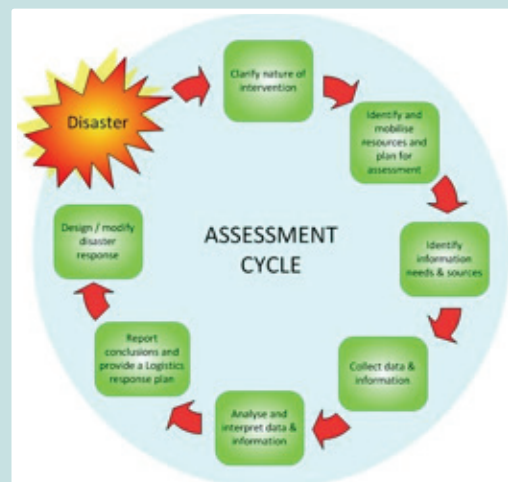 Disaster
Clarify nature of
intervention
Identify and
mobilise
resources and
plan for
assessment
Identify
information
needs & sources
Collect data &
information
Analyse and
interpret data &
information
Report
conclusions and
provide a Logistics
response plan
Design / modify
disaster
response
ASSESSMENT
CYCLE